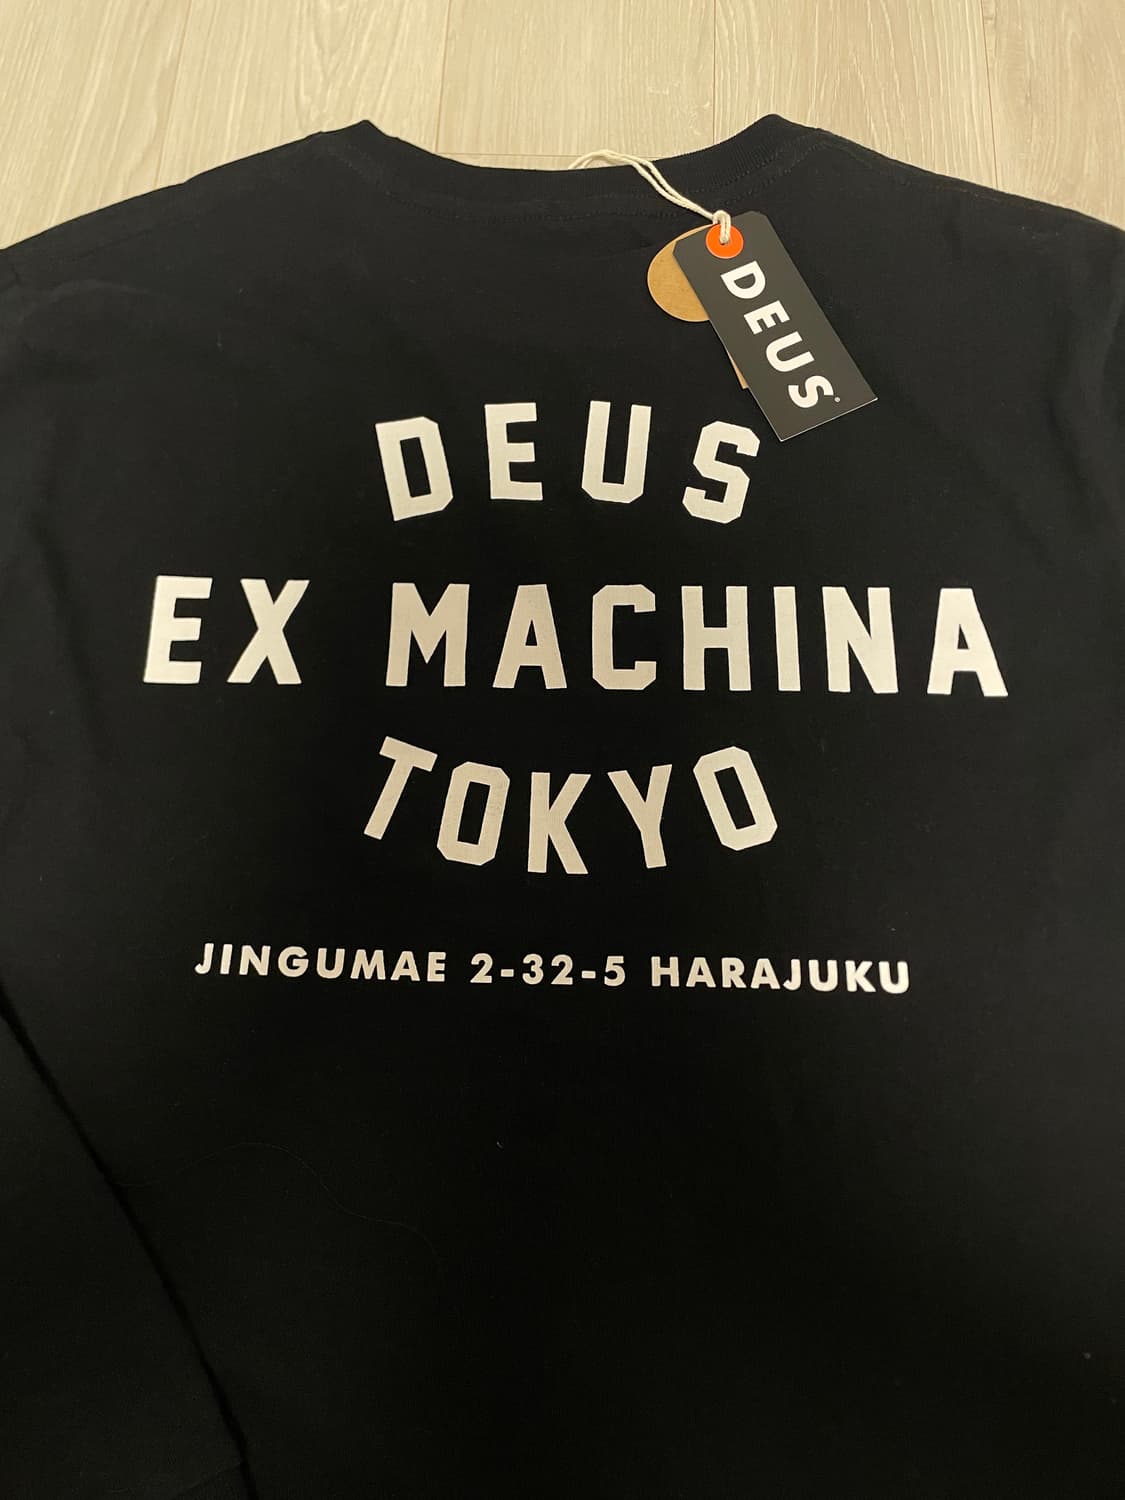 DEUS
DEUS
EX MACHINA
TOKYO
JINGUMAE 2-32-5 HARAJUKU